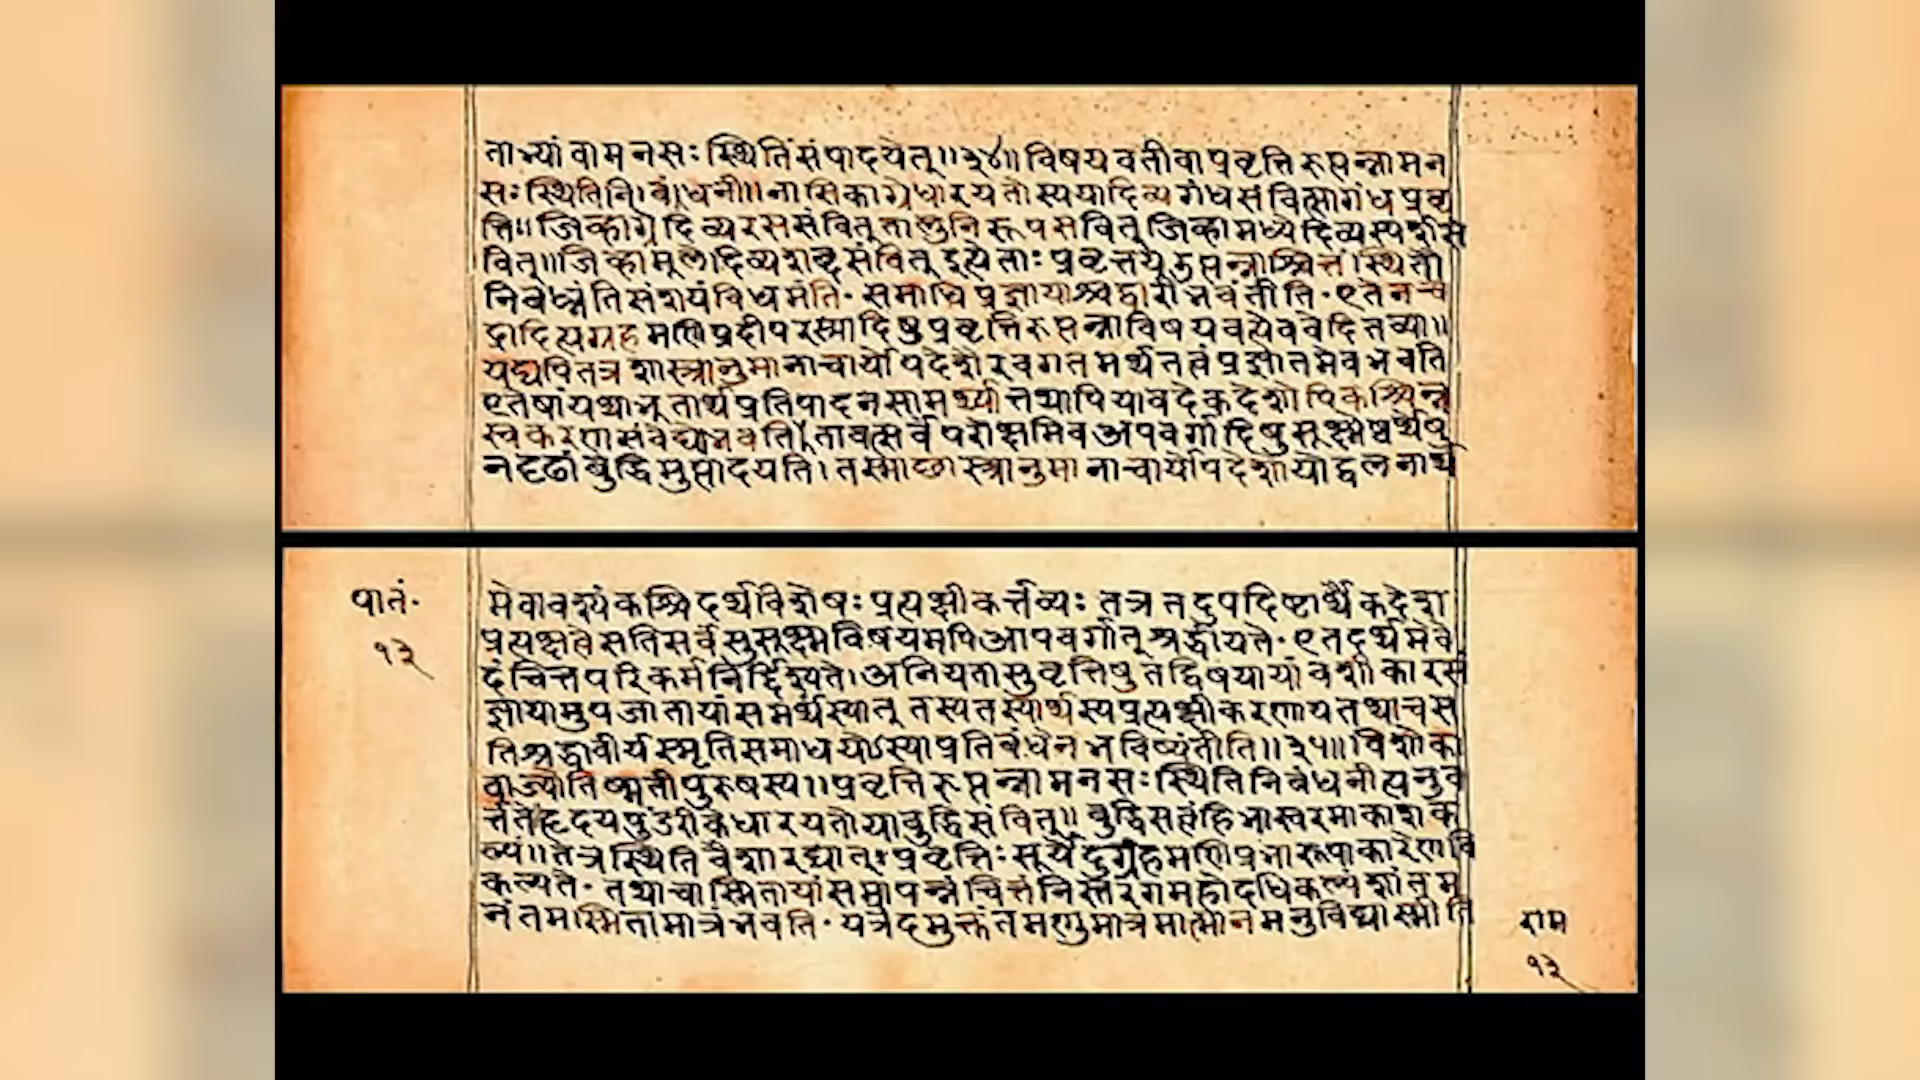 ताभ्यां वा मनसः स्थितिं संपादयेत्॥३४॥ विषयवती वा प्रवृत्तिरुत्पन्ना मन
सः स्थितिनिबंधनी॥ नासिकाग्रे धारयतोस्य या दिव्यगंधसंवित्सा गंधप्रवृ
त्तिः॥ जिव्हाग्रे दिव्यरससंवित् तालुनि रूपसंवित् जिव्हामध्ये दिव्यस्पर्शसं
वित्॥ जिव्हामूले दिव्यशब्दसंवित् इत्येताः प्रवृत्तय उत्पन्नाश्चित्तं स्थितौ
निबध्नंति संशयं विधमंति॰ समाधिप्रज्ञायाश्च द्वारी भवंतीति॰ एतेन चं
द्रादित्यग्रहमणिप्रदीपरत्नादिषु प्रवृत्तिरुत्पन्ना विषयवत्येव वेदितव्या॥
यद्यपि तत्र शास्त्रानुमानाचार्योपदेशैरवगतमर्थतत्वं प्रज्ञातमेव भवति
एतेषां यथाभूतार्थप्रतिपादनसामर्थ्यात् तथापि यावदेकदेशोपि कश्चिन्न
स्वकरणसंवेद्यो भवति। तावत्सर्वं परोक्षमिव अपवर्गादिषु सूक्ष्मेष्वर्थेषु
न दृढां बुद्धिमुत्पादयति। तस्माछास्त्रानुमानाचार्योपदेशोपोद्बलनार्थ
मेवावश्यं कश्चिदर्थविशेषः प्रत्यक्षीकर्त्तव्यः तत्र तदुपदिष्टार्थैकदेश
प्रत्यक्षत्वे सति सर्वं सुसूक्ष्मविषयमपि आपवर्गात् श्रद्धीयते॰ एतदर्थमेवे
दं चित्तपरिकर्म निर्द्दिश्यते। अनियतासु वृत्तिषु तद्विषयायां वशीकारसं
ज्ञायामुपजातायां समर्थं स्यात् तस्य तस्यार्थस्य प्रत्यक्षीकरणाय तथा च स
ति श्रद्धावीर्यस्मृतिसमाधयोऽस्याप्रतिबंधेन भविष्यंतीति॥३५॥ विशोका
वा ज्योतिष्मती पुरुषस्य॥ प्रवृत्तिरुत्पन्ना मनसः स्थितिनिबंधनीत्यनुव
र्त्तते हृदयपुंडरीके धारयतो या बुद्धिसंवित्॥ बुद्धिसत्वं हि भास्वरमाकाशक
ल्पं॥ तत्र स्थितिवैशारद्यात् प्रवृत्तिः सूर्येंदुग्रहमणिप्रभारूपाकारेण वि
कल्पते॰ तथाचास्मितायां समापन्नं चित्तं निस्तरंगमहोदधिकल्पं शांतम
नंतमास्मितामात्रं भवति॰ यत्रेदमुक्तं तमणुमात्रमात्मानमनुविद्यास्मीति
पातं॰
१३
राम
१३